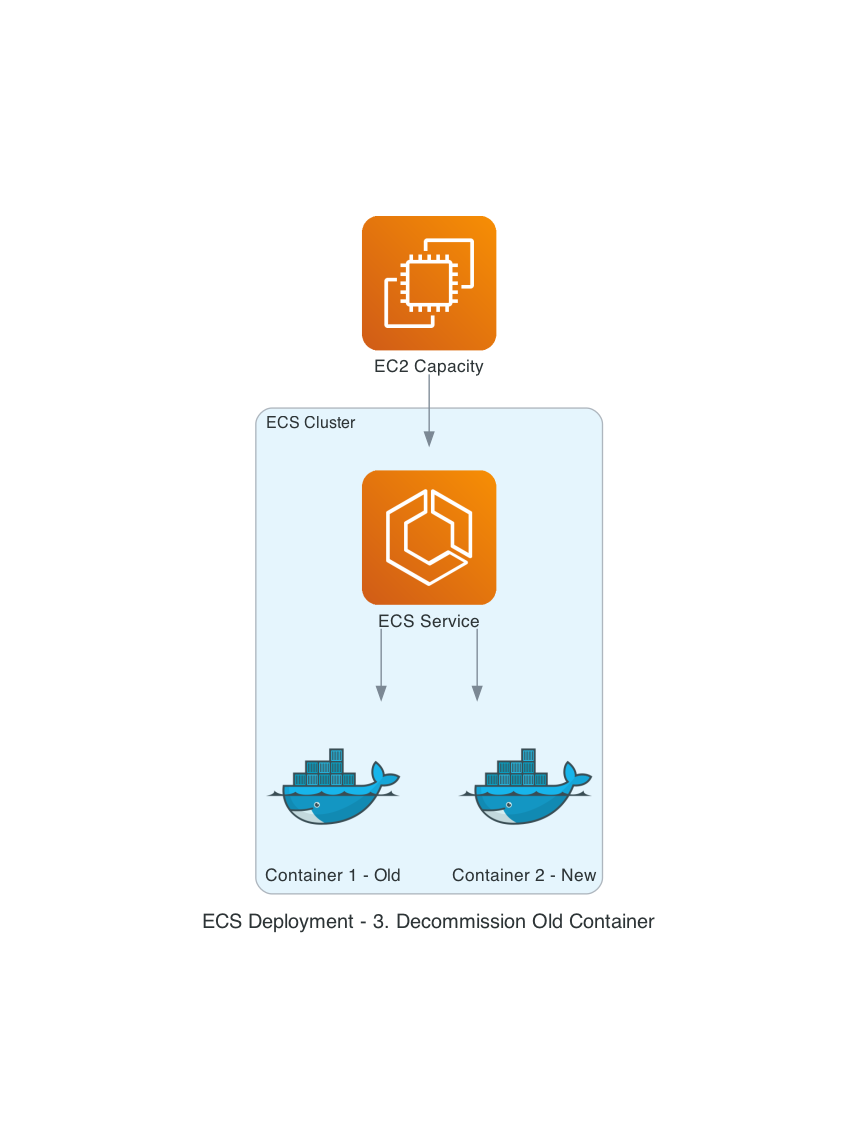 EC2 Capacity
ECS Cluster
ECS Service
Container 1 - Old
Container 2 - New
ECS Deployment - 3. Decommission Old Container